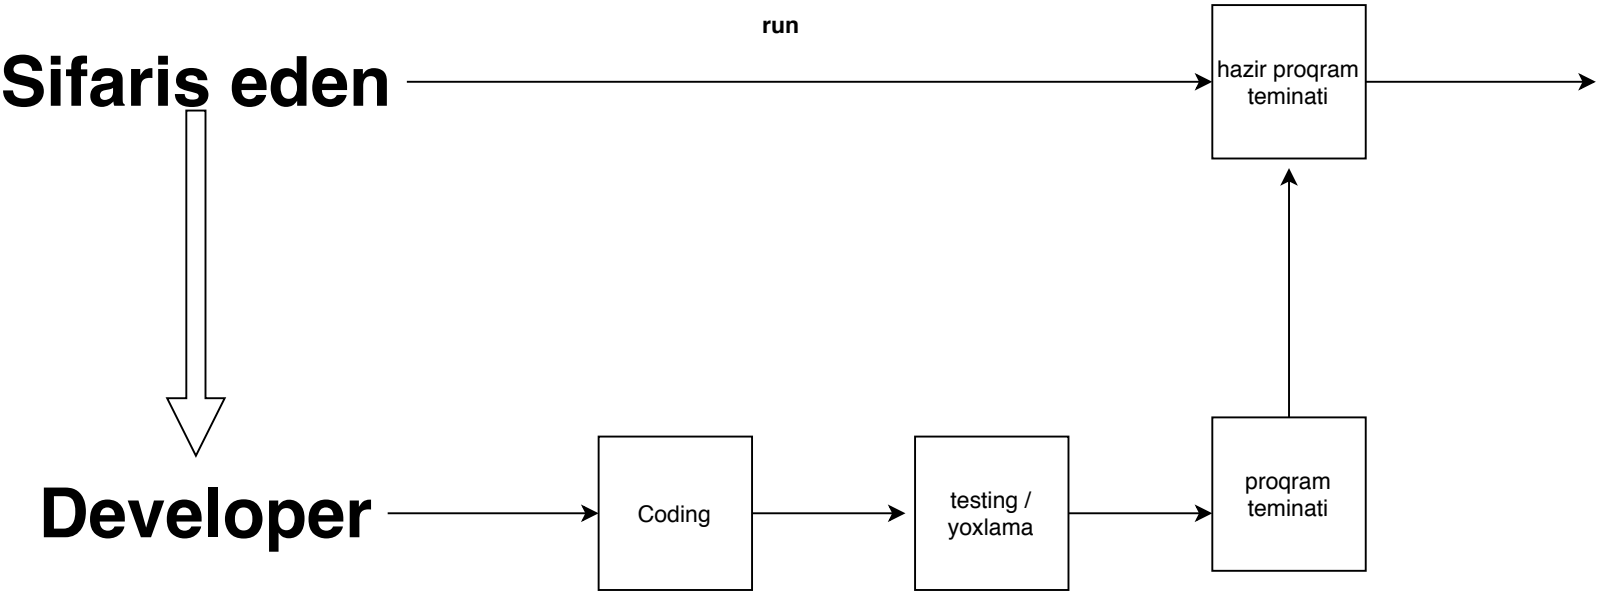 run
Sifaris eden
hazir proqram
teminati
Developer
Coding
testing /
yoxlama
proqram
teminati